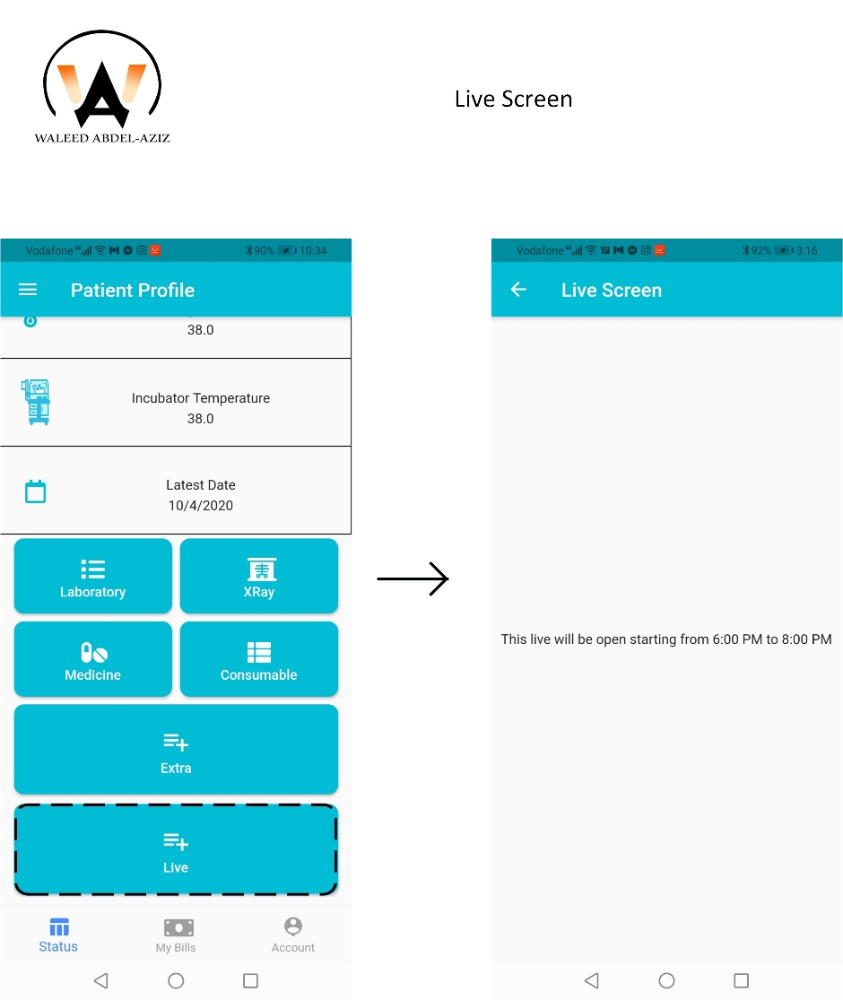 WALEED ABDEL-AZIZ
Live Screen
Vodafone 90% 10:34
Patient Profile
38.0
Incubator Temperature
38.0
Latest Date
10/4/2020
Laboratory
XRay
Medicine
Consumable
Extra
Live
Status
My Bills
Account
Vodafone 92% 3:16
Live Screen
This live will be open starting from 6:00 PM to 8:00 PM